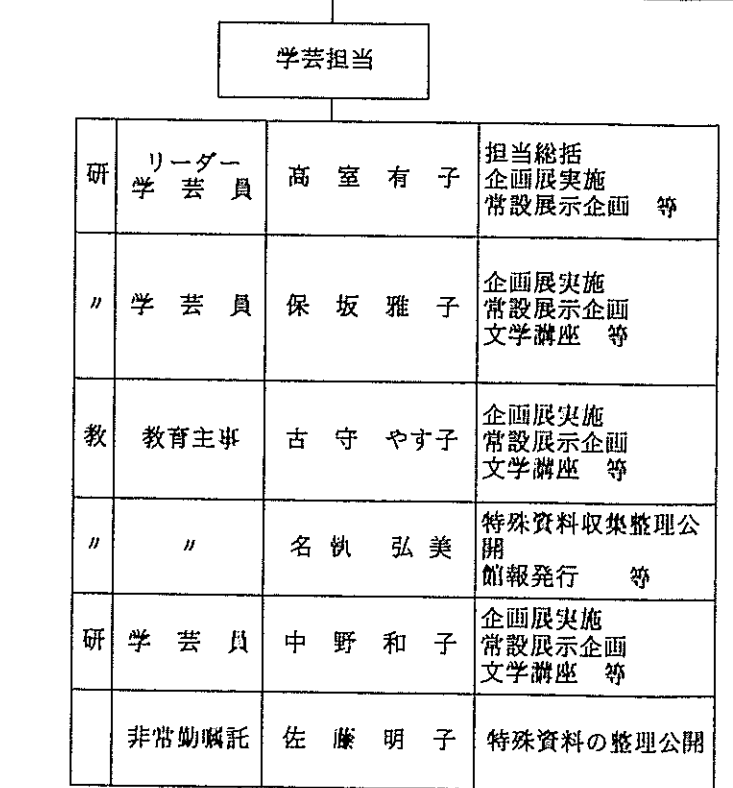 学芸担当
研 リーダー 学芸員 高室有子 担当総括
企画展実施
常設展示企画 等
〃 学芸員 保坂雅子 企画展実施
常設展示企画
文学講座 等
教 教育主事 古守やす子 企画展実施
常設展示企画
文学講座 等
〃 〃 名執弘美 特殊資料収集整理公
開
館報発行 等
研 学芸員 中野和子 企画展実施
常設展示企画
文学講座 等
非常勤嘱託 佐藤明子 特殊資料の整理公開